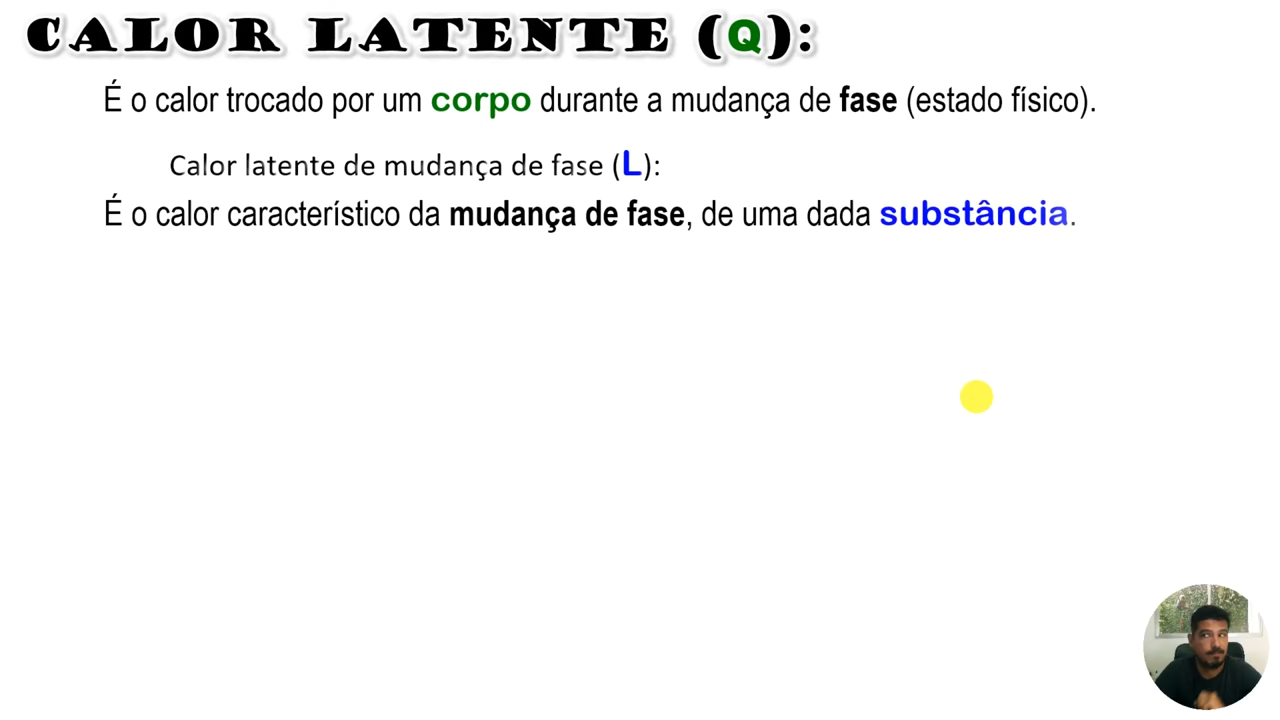 CALOR LATENTE (Q):
É o calor trocado por um corpo durante a mudança de fase (estado físico).
Calor latente de mudança de fase (L):
É o calor característico da mudança de fase, de uma dada substância.